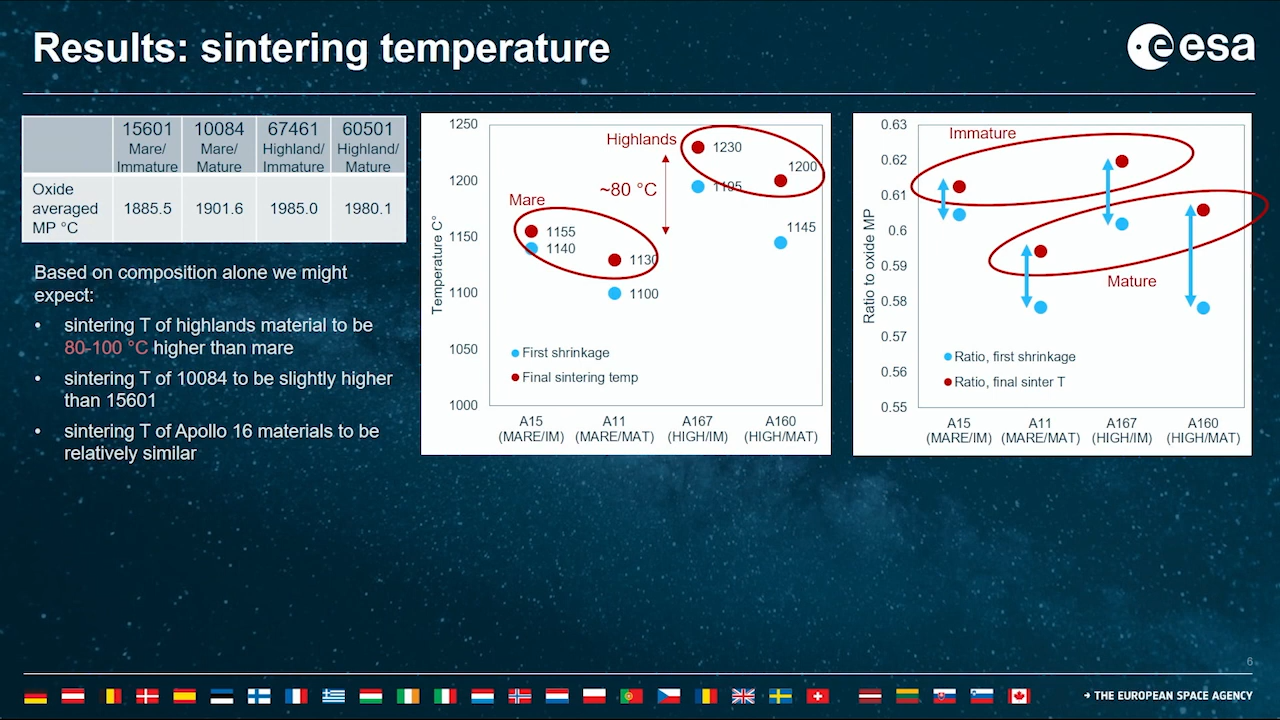 Results: sintering temperature
esa
15601 10084 67461 60501
Mare/ Mare/ Highland/ Highland/
Immature Mature Immature Mature
Oxide
averaged 1885.5 1901.6 1985.0 1980.1
MP °C
Based on composition alone we might
expect:
• sintering T of highlands material to be
80-100 °C higher than mare
• sintering T of 10084 to be slightly higher
than 15601
• sintering T of Apollo 16 materials to be
relatively similar
Temperature C°
1250
1200
1150
1100
1050
1000
Highlands
1230
1200
1195
~80 °C
Mare
1155
1140
1130
1145
1100
First shrinkage
Final sintering temp
A15 A11 A167 A160
(MARE/IM) (MARE/MAT) (HIGH/IM) (HIGH/MAT)
Ratio to oxide MP
0.63
0.62
0.61
0.6
0.59
0.58
0.57
0.56
0.55
Immature
Mature
Ratio, first shrinkage
Ratio, final sinter T
A15 A11 A167 A160
(MARE/IM) (MARE/MAT) (HIGH/IM) (HIGH/MAT)
6
→ THE EUROPEAN SPACE AGENCY